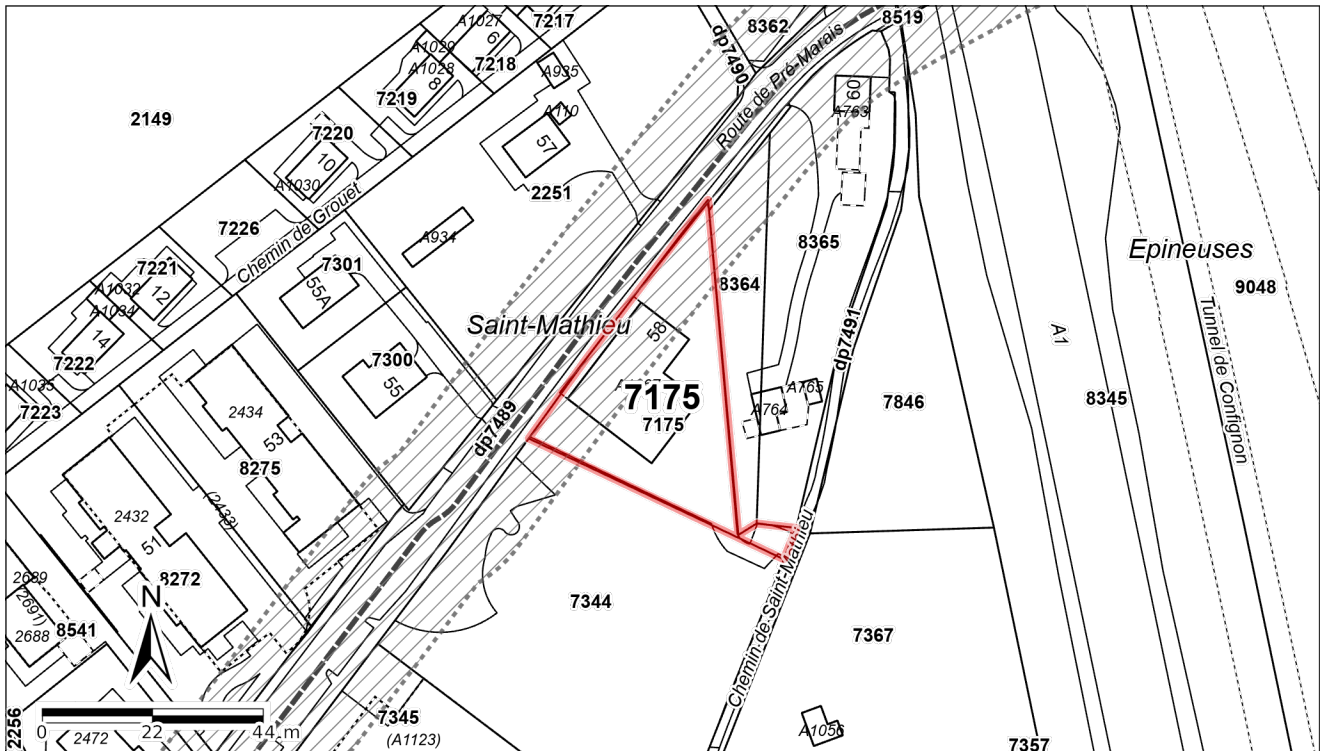 A1027
7217
8362
8519
6
A1029
A1028
7218
A935
dp7490
Route de Pré-Marais
7219
8
60
A763
2149
A110
7220
57
10
A1030
2251
7226
Chemin de Grouet
A934
8365
Epineuses
7221
7301
A1032
12
55A
8364
9048
A1034
Saint-Mathieu
58
14
dp7491
A1
Tunnel de Confignon
7222
7300
A1035
55
7175
A765
7223
2434
dp7489
7175
A764
7846
8345
53
8275
(2433)
2432
51
2689
8272
(2691)
N
7344
Chemin de Saint-Mathieu
2688
8541
7367
2256
0
22
44 m
7345
(A1123)
2472
A1056
7357